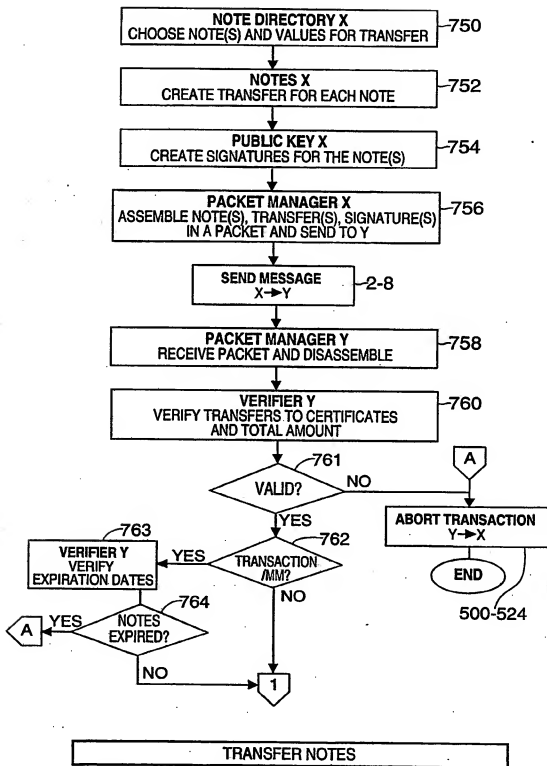 NOTE DIRECTORY X
CHOOSE NOTE(S) AND VALUES FOR TRANSFER
750
NOTES X
CREATE TRANSFER FOR EACH NOTE
752
PUBLIC KEY X
CREATE SIGNATURES FOR THE NOTE(S)
754
PACKET MANAGER X
ASSEMBLE NOTE(S), TRANSFER(S), SIGNATURE(S)
IN A PACKET AND SEND TO Y
756
SEND MESSAGE
X→Y
2-8
PACKET MANAGER Y
RECEIVE PACKET AND DISASSEMBLE
758
VERIFIER Y
VERIFY TRANSFERS TO CERTIFICATES
AND TOTAL AMOUNT
760
761
VALID?
NO
A
YES
ABORT TRANSACTION
Y→X
END
500-524
763
VERIFIER Y
VERIFY
EXPIRATION DATES
YES
762
TRANSACTION
/MM?
NO
764
A
YES
NOTES
EXPIRED?
NO
1
TRANSFER NOTES